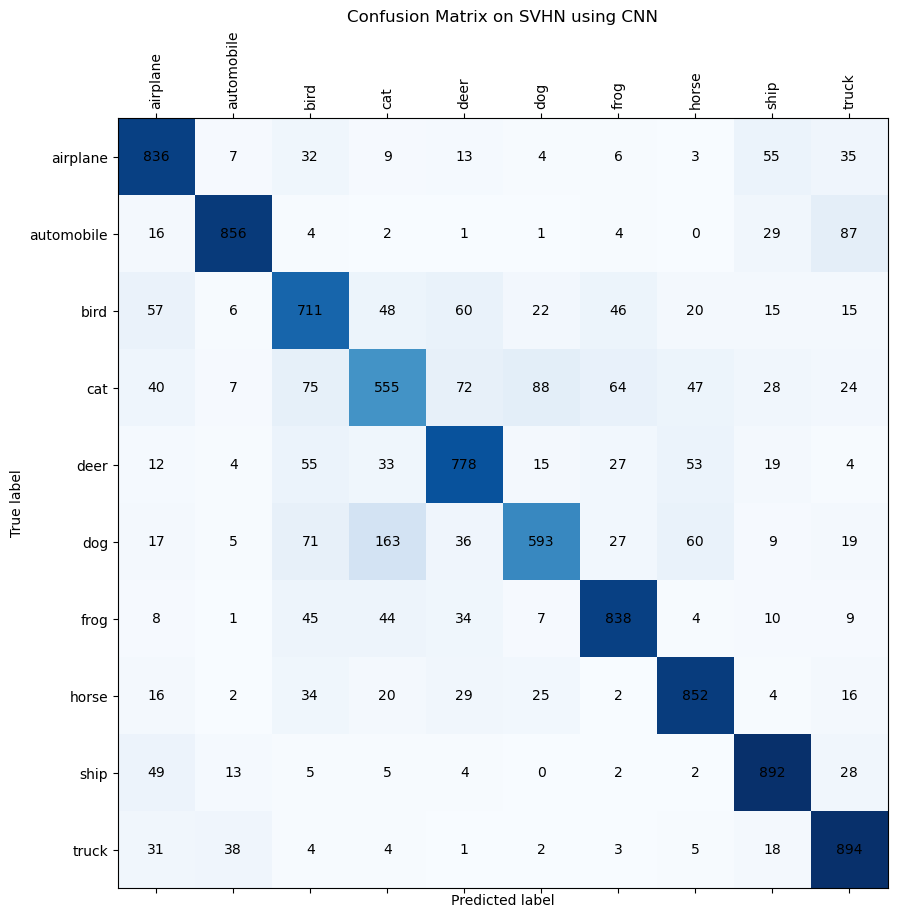 Confusion Matrix on SVHN using CNN
airplane automobile bird cat deer dog frog horse ship truck
airplane 836 7 32 9 13 4 6 3 55 35
automobile 16 856 4 2 1 1 4 0 29 87
bird 57 6 711 48 60 22 46 20 15 15
cat 40 7 75 555 72 88 64 47 28 24
deer 12 4 55 33 778 15 27 53 19 4
True label
dog 17 5 71 163 36 593 27 60 9 19
frog 8 1 45 44 34 7 838 4 10 9
horse 16 2 34 20 29 25 2 852 4 16
ship 49 13 5 5 4 0 2 2 892 28
truck 31 38 4 4 1 2 3 5 18 894
Predicted label